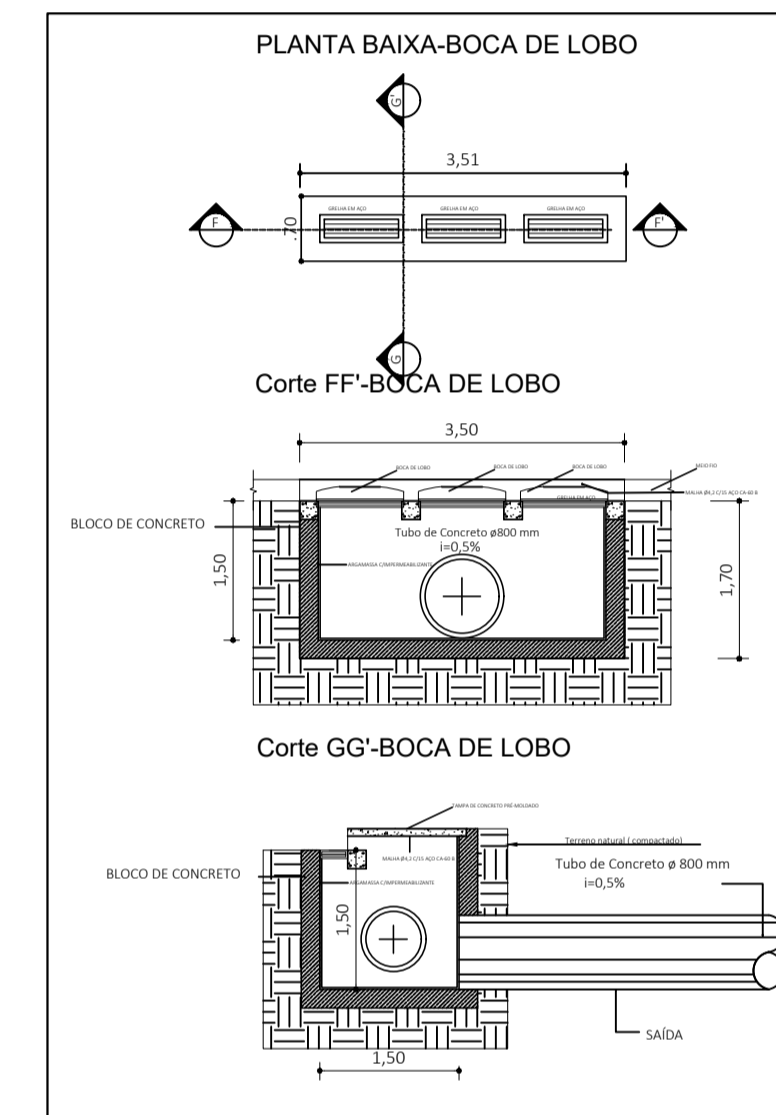 PLANTA BAIXA-BOCA DE LOBO
G'
3,51
GRELHA EM AÇO
GRELHA EM AÇO
GRELHA EM AÇO
F
.70
F'
G
Corte FF'-BOCA DE LOBO
3,50
BOCA DE LOBO
BOCA DE LOBO
BOCA DE LOBO
MEIO-FIO
MALHA Ø4,2 C/15 AÇO CA-60 B
GRELHA EM AÇO
BLOCO DE CONCRETO
Tubo de Concreto ø800 mm
i=0,5%
ARGAMASSA C/IMPERMEABILIZANTE
1,50
1,70
Corte GG'-BOCA DE LOBO
TAMPA DE CONCRETO PRÉ-MOLDADO
Terreno natural ( compactado)
MALHA Ø4,2 C/15 AÇO CA-60 B
Tubo de Concreto ø 800 mm
i=0,5%
BLOCO DE CONCRETO
ARGAMASSA C/IMPERMEABILIZANTE
1,50
SAÍDA
1,50